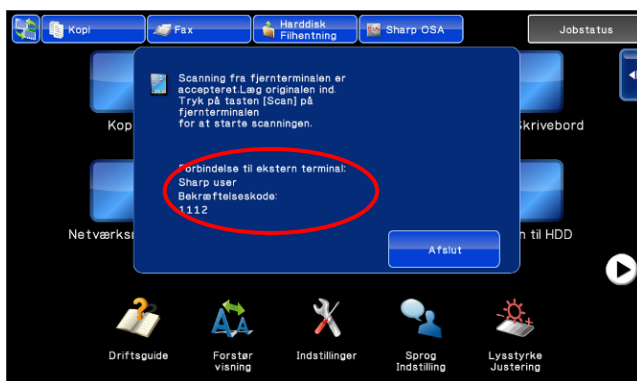 Kopi
Fax
Harddisk
Filhentning
Sharp OSA
Jobstatus
Scanning fra fjernterminalen er
accepteret.Læg originalen ind.
Tryk på tasten [Scan] på
fjernterminalen
for at starte scanningen.
Kop
krivebord
Forbindelse til ekstern terminal:
Sharp user
Bekræftelseskode:
1112
Netværks
n til HDD
Afslut
Driftsguide
Forstør
visning
Indstillinger
Sprog
Indstilling
Lysstyrke
Justering